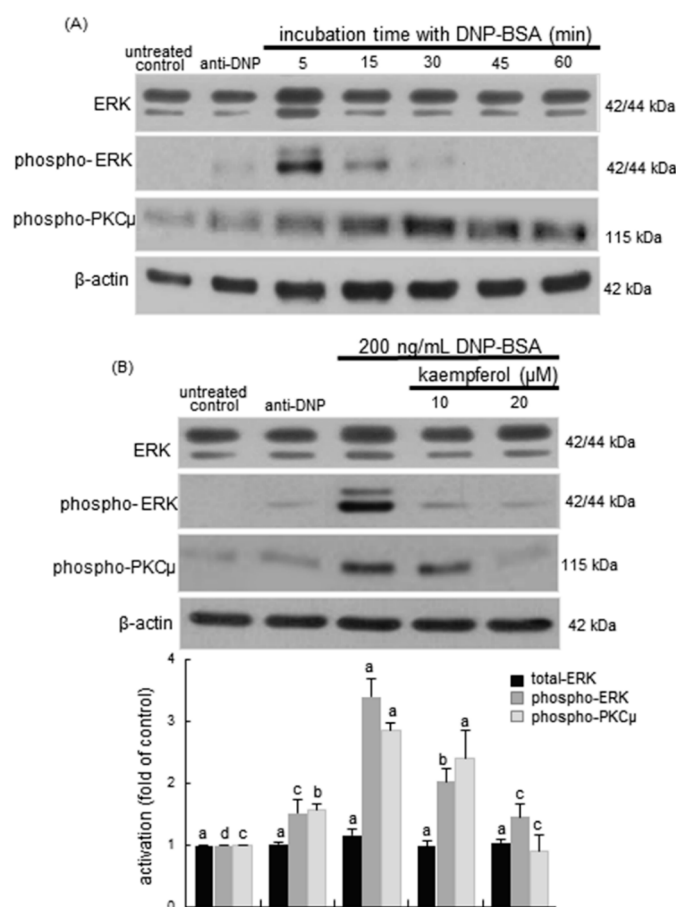 (A)
incubation time with DNP-BSA (min)
untreated control anti-DNP 5 15 30 45 60
ERK 42/44 kDa
phospho-ERK 42/44 kDa
phospho-PKCμ 115 kDa
β-actin 42 kDa
200 ng/mL DNP-BSA
(B)
kaempferol (μM)
untreated control anti-DNP 10 20
ERK 42/44 kDa
phospho-ERK 42/44 kDa
phospho-PKCμ 115 kDa
β-actin 42 kDa
activation (fold of control)
4
3
2
1
0
total-ERK
phospho-ERK
phospho-PKCμ
a d c a c b a a a a b a a c c